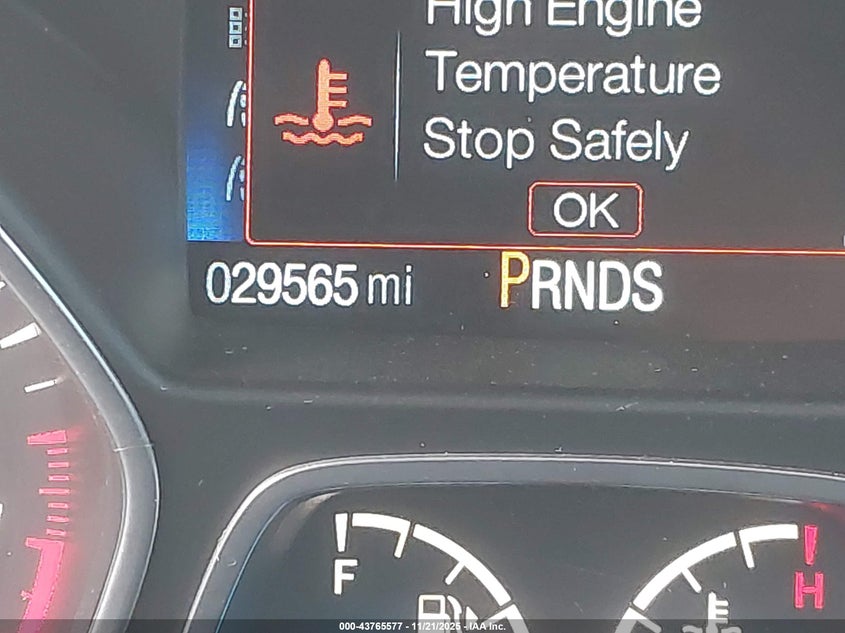 High Engine
Temperature
Stop Safely
OK
029565 mi
PRNDS
F
H
000-43765577 - 11/21/2025 - IAA Inc.